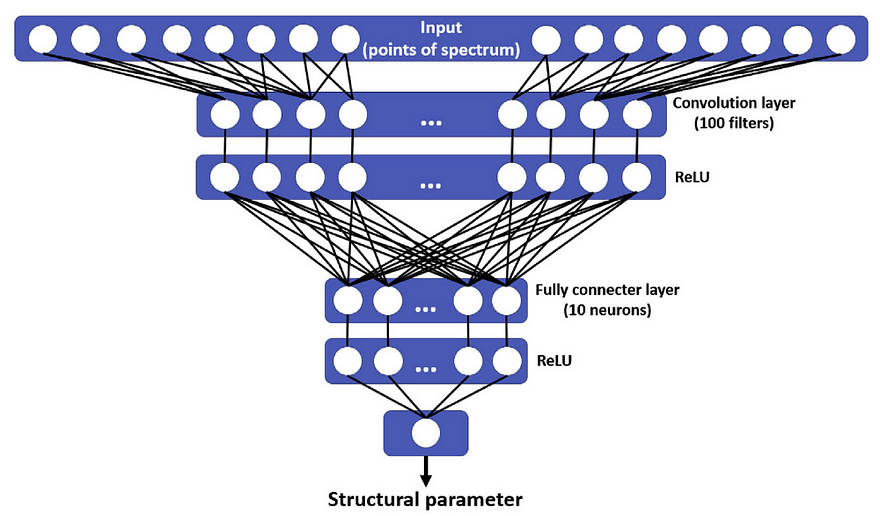 Input
(points of spectrum)
Convolution layer
(100 filters)
...
ReLU
...
Fully connecter layer
(10 neurons)
...
ReLU
...
Structural parameter